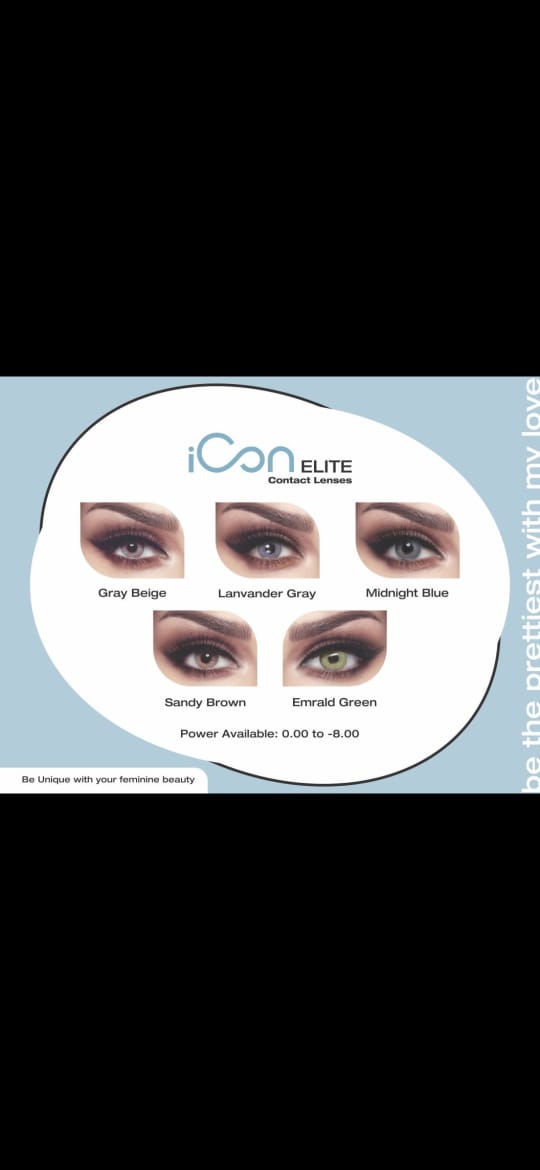 iCon ELITE
Contact Lenses
Gray Beige
Lanvander Gray
Midnight Blue
Sandy Brown
Emrald Green
Power Available: 0.00 to -8.00
Be Unique with your feminine beauty
be the prettiest with my love